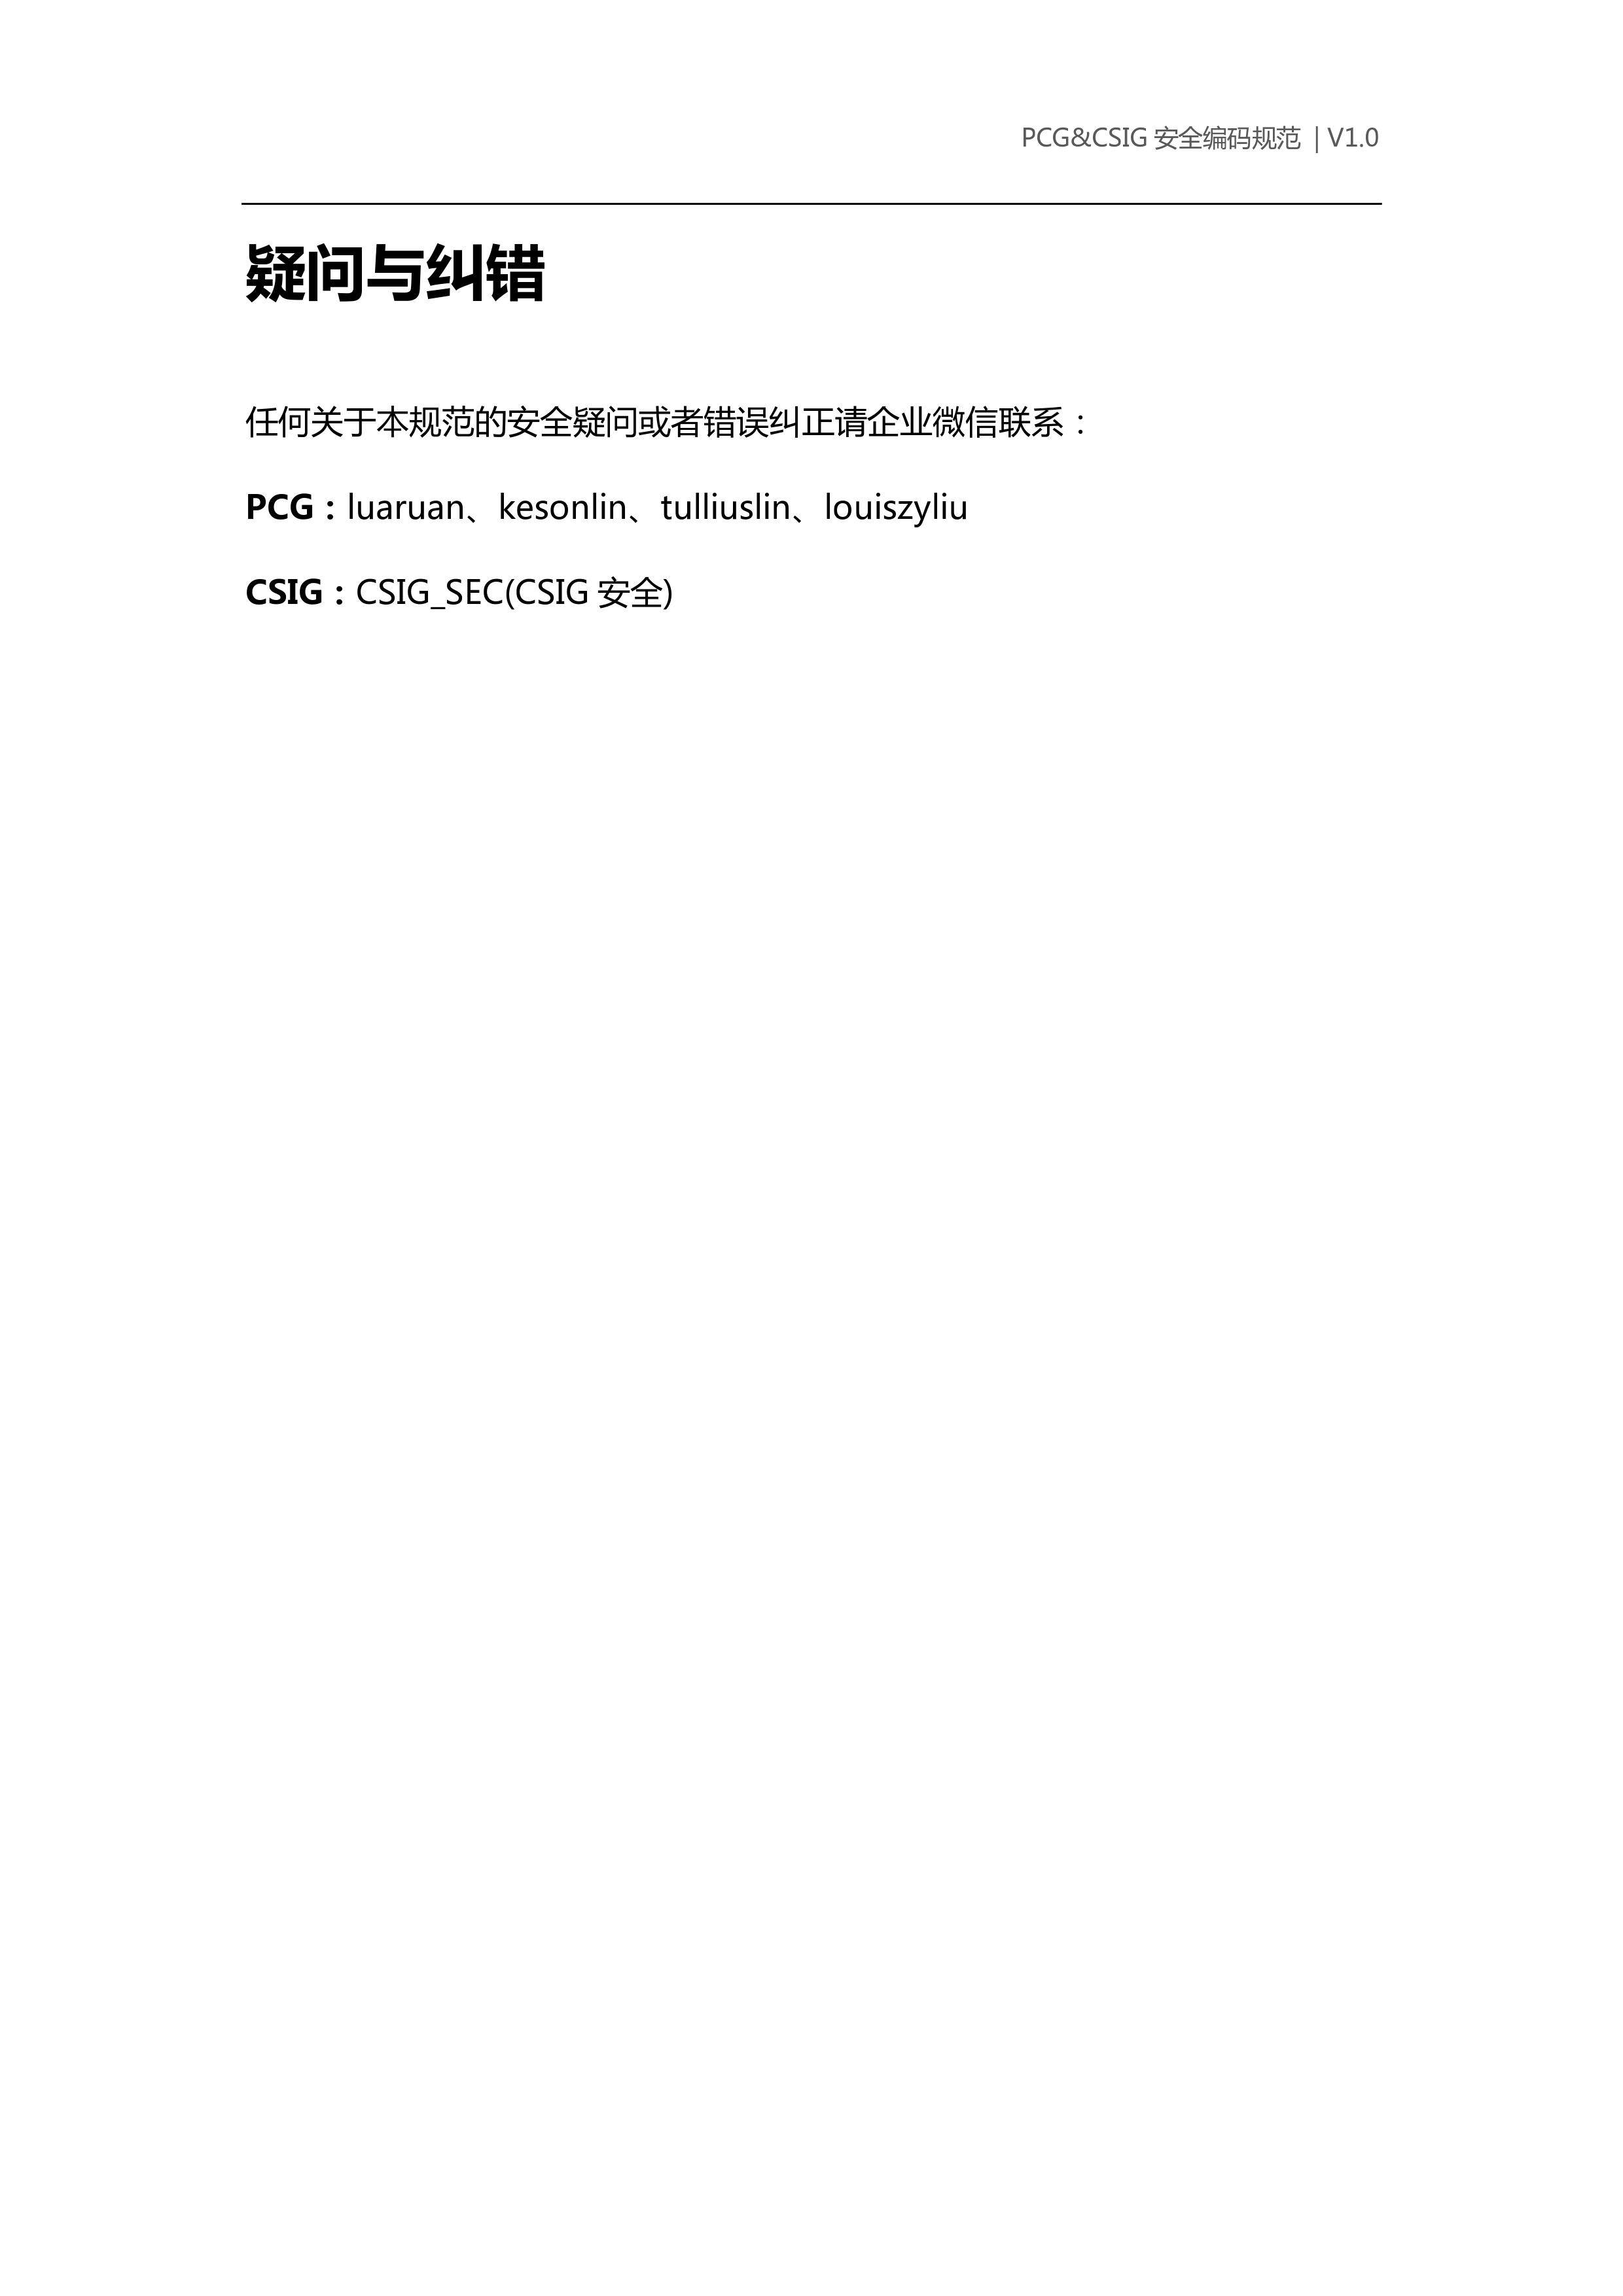 PCG&CSIG 安全编码规范 | V1.0
疑问与纠错
任何关于本规范的安全疑问或者错误纠正请企业微信联系：
PCG：luaruan、kesonlin、tulliuslin、louiszyliu
CSIG：CSIG_SEC(CSIG 安全)